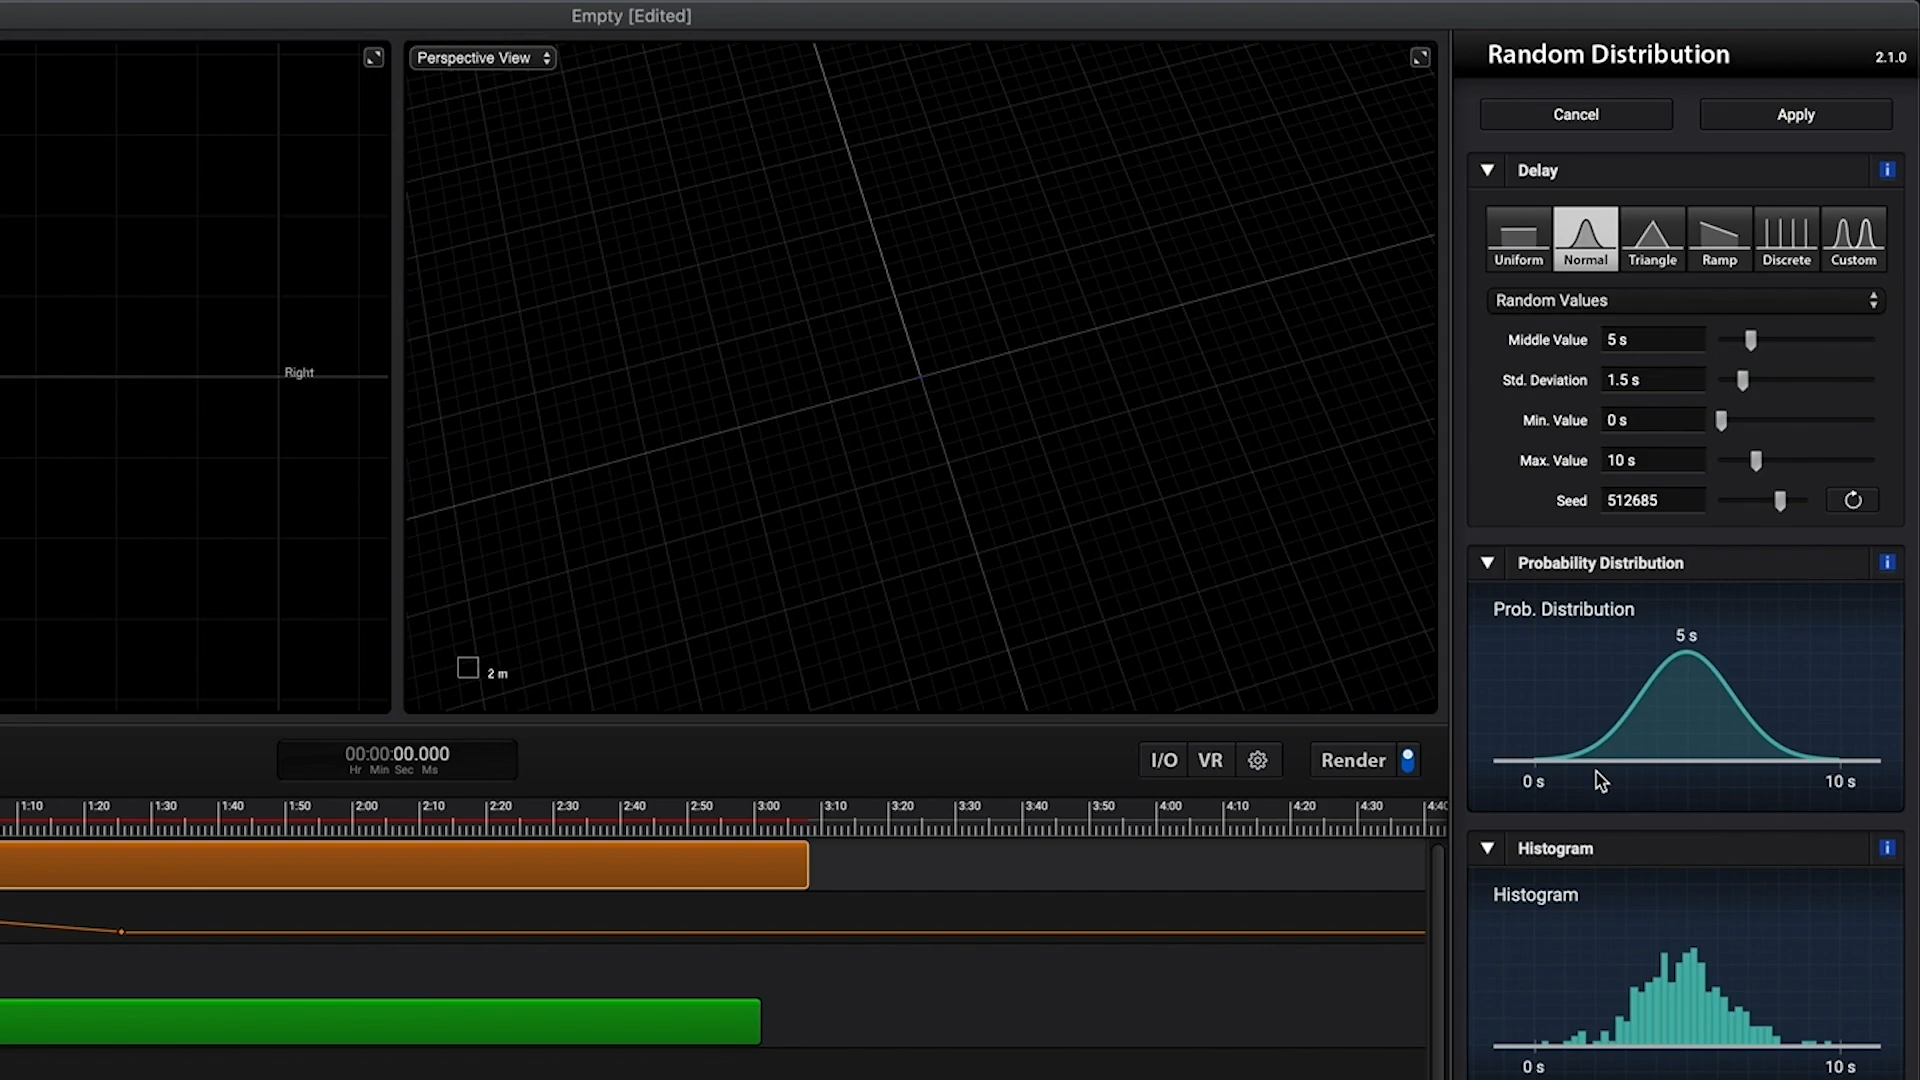 Empty [Edited]
Perspective View
Right
2 m
00:00:00.000
Hr Min Sec Ms
I/O
VR
Render
1:10 1:20 1:30 1:40 1:50 2:00 2:10 2:20 2:30 2:40 2:50 3:00 3:10 3:20 3:30 3:40 3:50 4:00 4:10 4:20 4:30 4:40
Random Distribution
2.1.0
Cancel
Apply
Delay
i
Uniform Normal Triangle Ramp Discrete Custom
Random Values
Middle Value 5 s
Std. Deviation 1.5 s
Min. Value 0 s
Max. Value 10 s
Seed 512685
Probability Distribution
i
Prob. Distribution
5 s
0 s 10 s
Histogram
i
Histogram
0 s 10 s